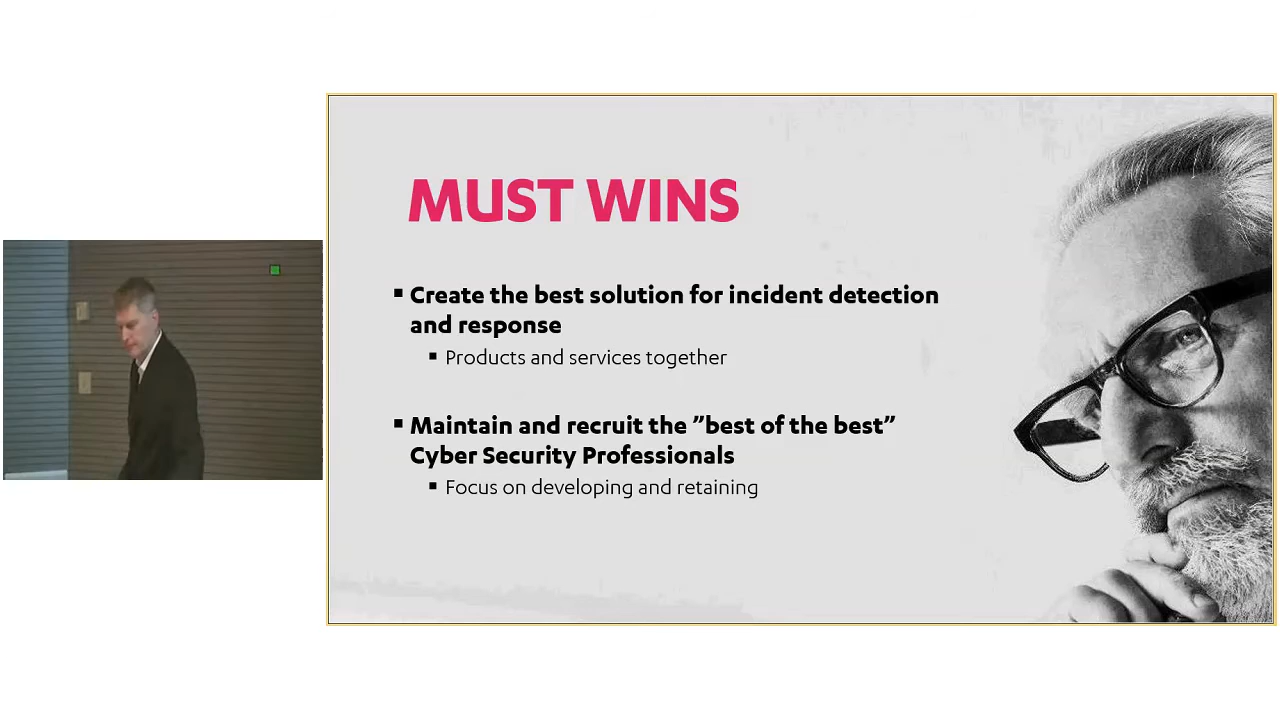 MUST WINS
▪ Create the best solution for incident detection
and response
▪ Products and services together
▪ Maintain and recruit the ”best of the best”
Cyber Security Professionals
▪ Focus on developing and retaining